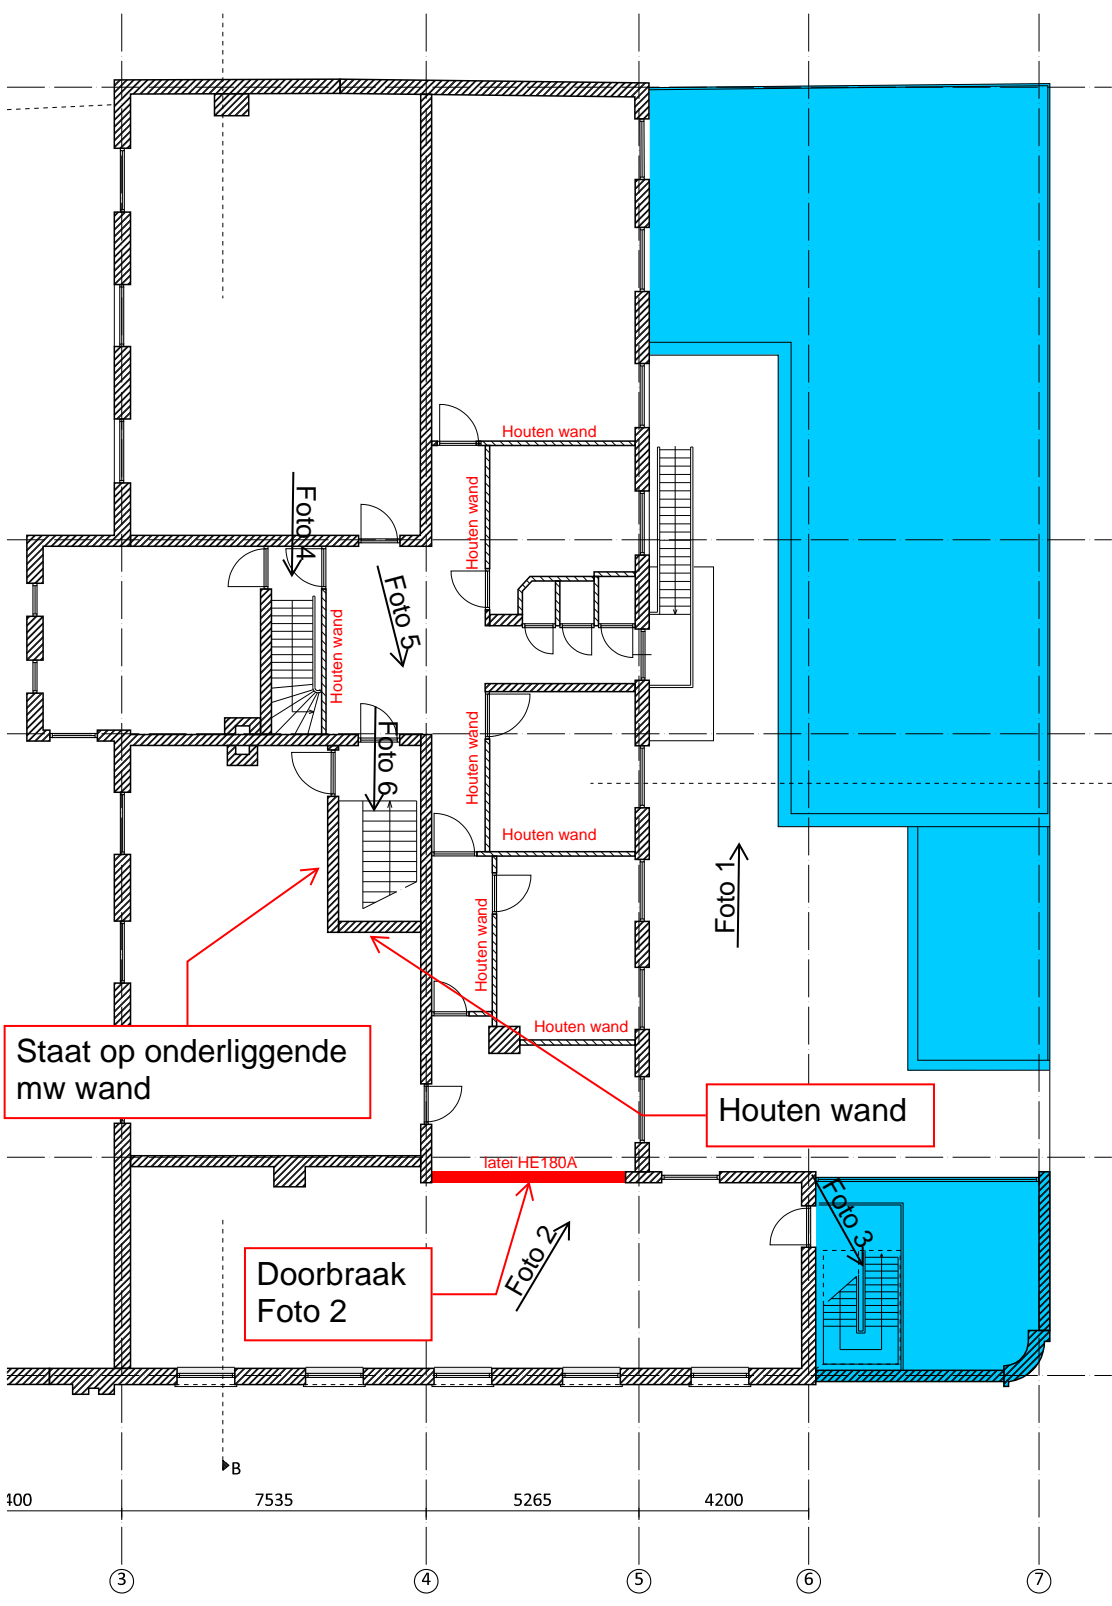 Houten wand
Houten wand
Foto 4
Foto 5
Houten wand
Foto 6
Houten wand
Houten wand
Foto 1
Houten wand
Houten wand
Staat op onderliggende
mw wand
Houten wand
latei HE180A
Foto 3
Foto 2
Doorbraak
Foto 2
B
7535
5265
4200
3
4
5
6
7